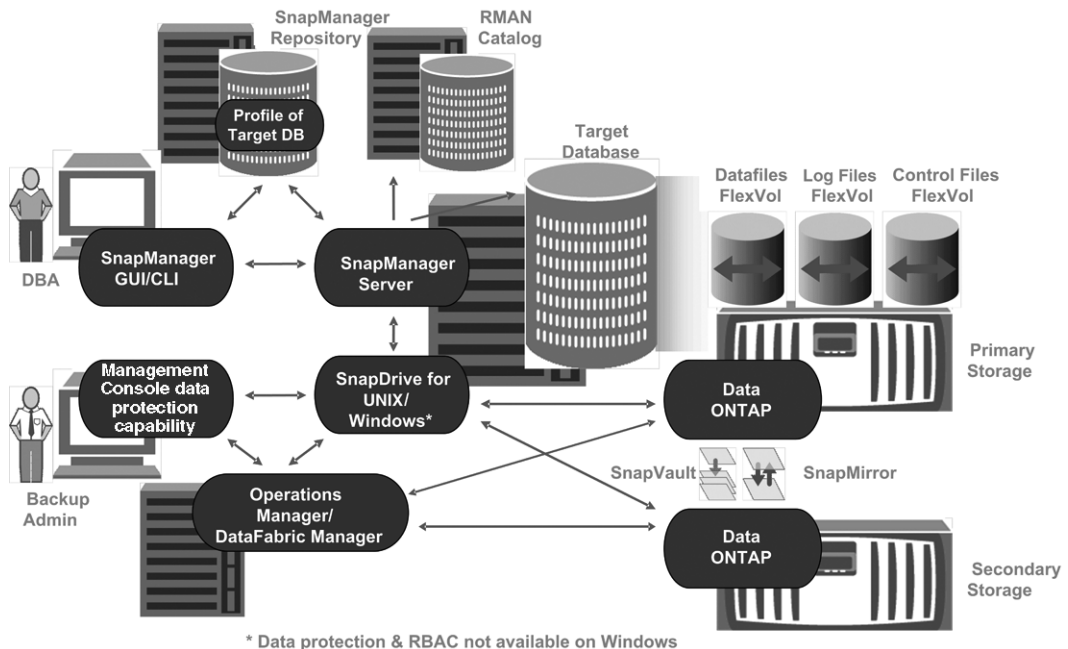 SnapManager
Repository
RMAN
Catalog
Profile of
Target DB
Target
Database
Datafiles
FlexVol
Log Files
FlexVol
Control Files
FlexVol
DBA
SnapManager
GUI/CLI
SnapManager
Server
Primary
Storage
Management
Console data
protection
capability
SnapDrive for
UNIX/
Windows*
Data
ONTAP
SnapVault
SnapMirror
Backup
Admin
Operations
Manager/
DataFabric Manager
Data
ONTAP
Secondary
Storage
* Data protection & RBAC not available on Windows